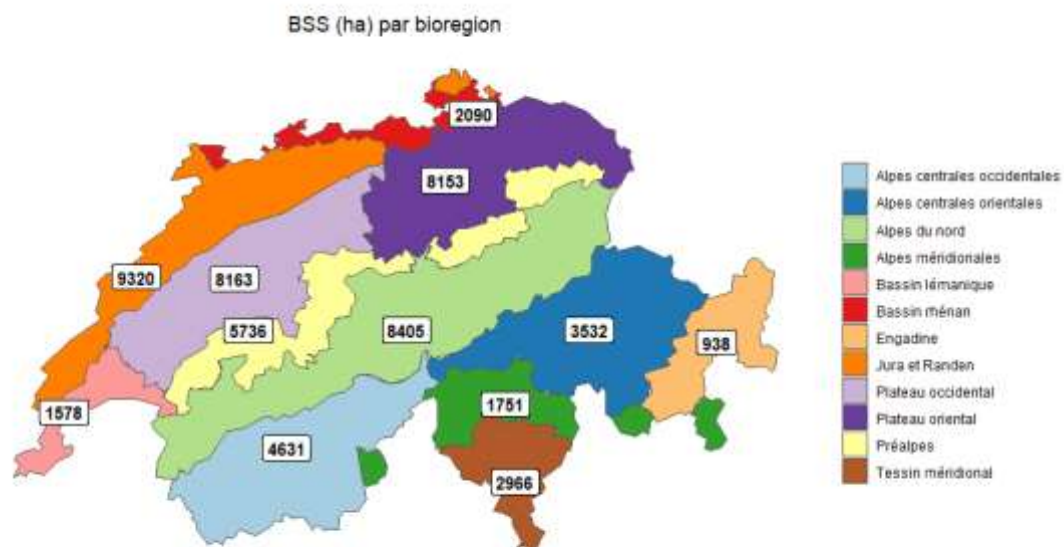 BSS (ha) par bioregion
2090
8153
9320
8163
5736
8405
3532
938
1578
1751
4631
2966
Alpes centrales occidentales
Alpes centrales orientales
Alpes du nord
Alpes méridionales
Bassin lémanique
Bassin rhénan
Engadine
Jura et Randen
Plateau occidental
Plateau oriental
Préalpes
Tessin méridional